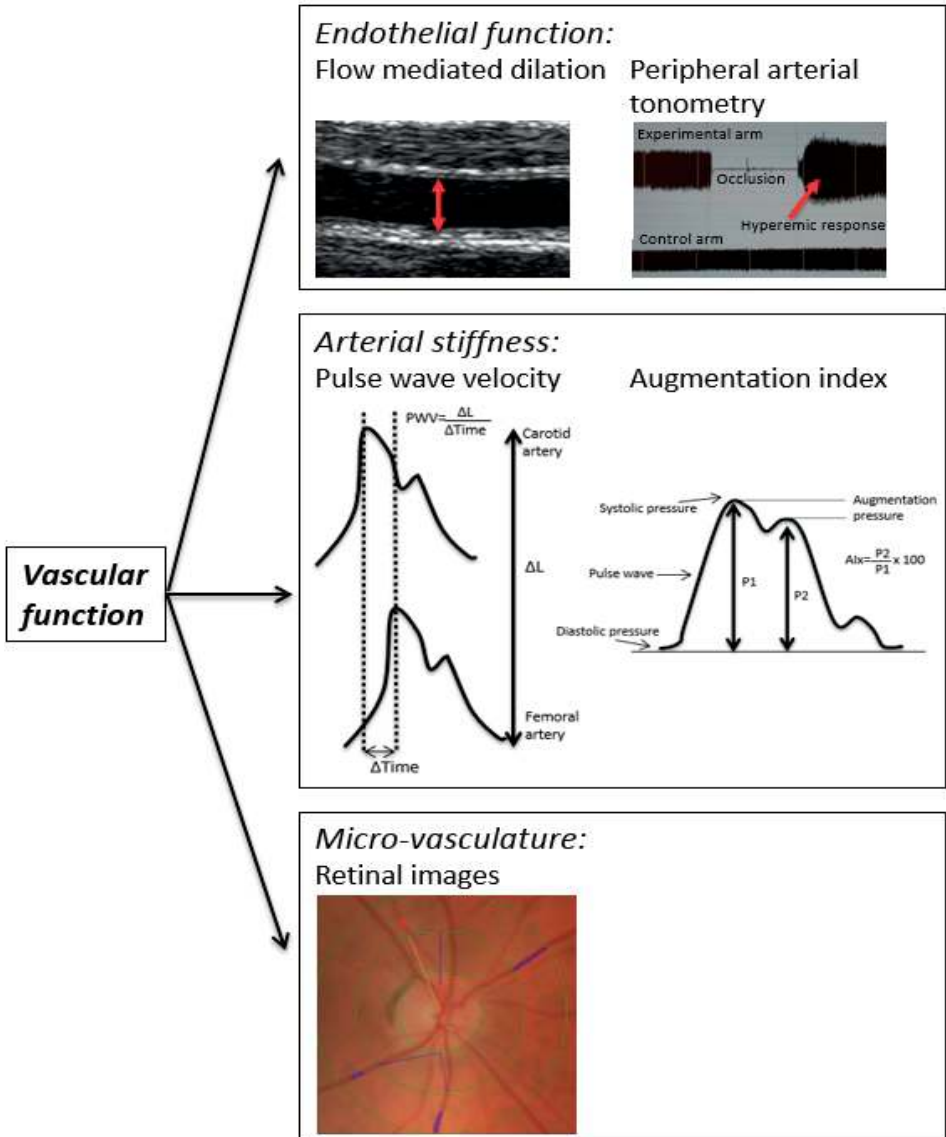 Endothelial function:
Flow mediated dilation
Peripheral arterial
tonometry
Experimental arm
Occlusion
Hyperemic response
Control arm
Vascular
function
Arterial stiffness:
Pulse wave velocity
PWV=ΔL/ΔTime
Carotid
artery
ΔL
Femoral
artery
ΔTime
Augmentation index
Systolic pressure
Augmentation
pressure
AIx=P2/P1 x 100
Pulse wave
P1
P2
Diastolic pressure
Micro-vasculature:
Retinal images